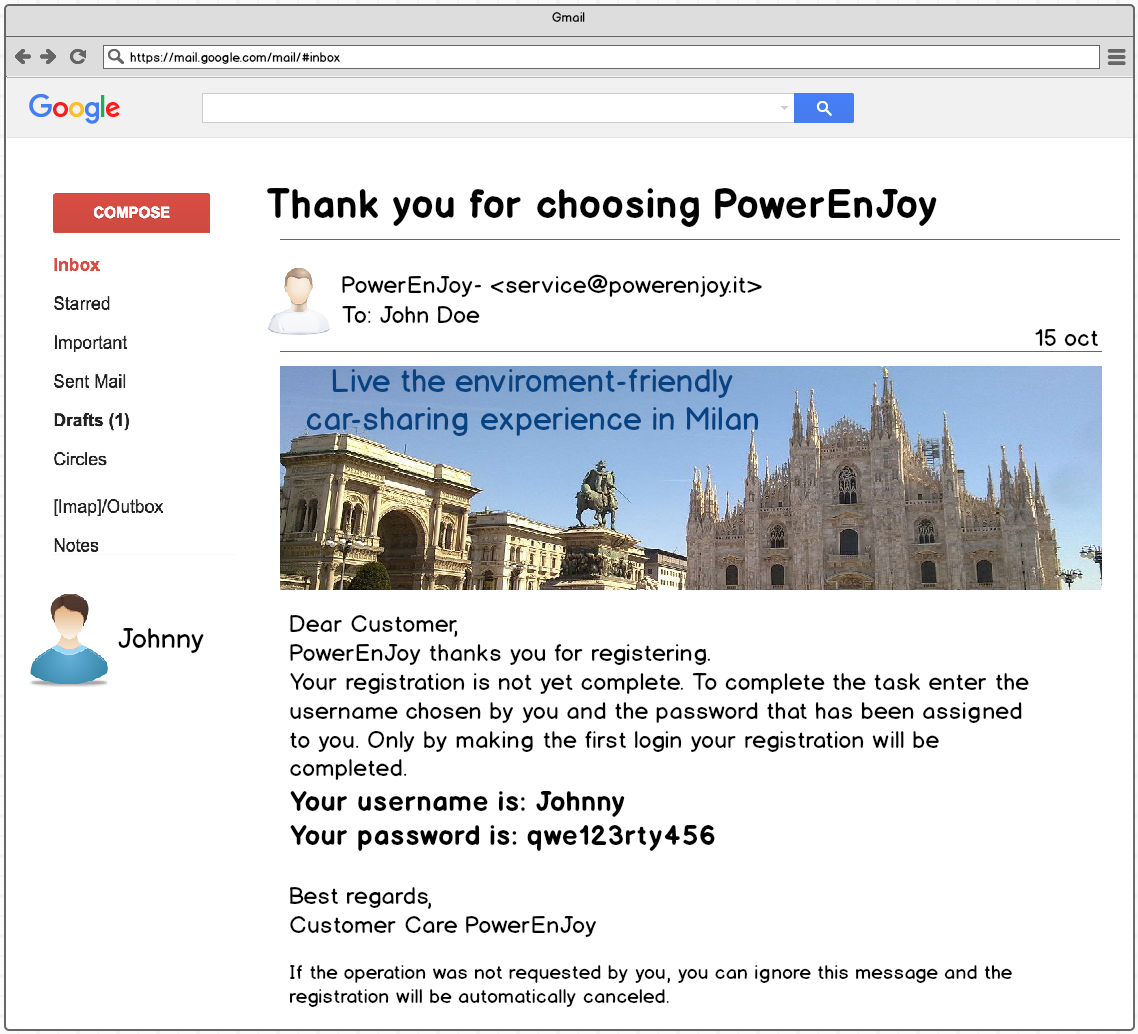 Gmail
https://mail.google.com/mail/#inbox
Google
COMPOSE
Inbox
Starred
Important
Sent Mail
Drafts (1)
Circles
[Imap]/Outbox
Notes
Johnny
Thank you for choosing PowerEnJoy
PowerEnJoy- <service@powerenjoy.it>
To: John Doe
15 oct
Live the enviroment-friendly
car-sharing experience in Milan
Dear Customer,
PowerEnJoy thanks you for registering.
Your registration is not yet complete. To complete the task enter the
username chosen by you and the password that has been assigned
to you. Only by making the first login your registration will be
completed.
Your username is: Johnny
Your password is: qwe123rty456
Best regards,
Customer Care PowerEnJoy
If the operation was not requested by you, you can ignore this message and the
registration will be automatically canceled.